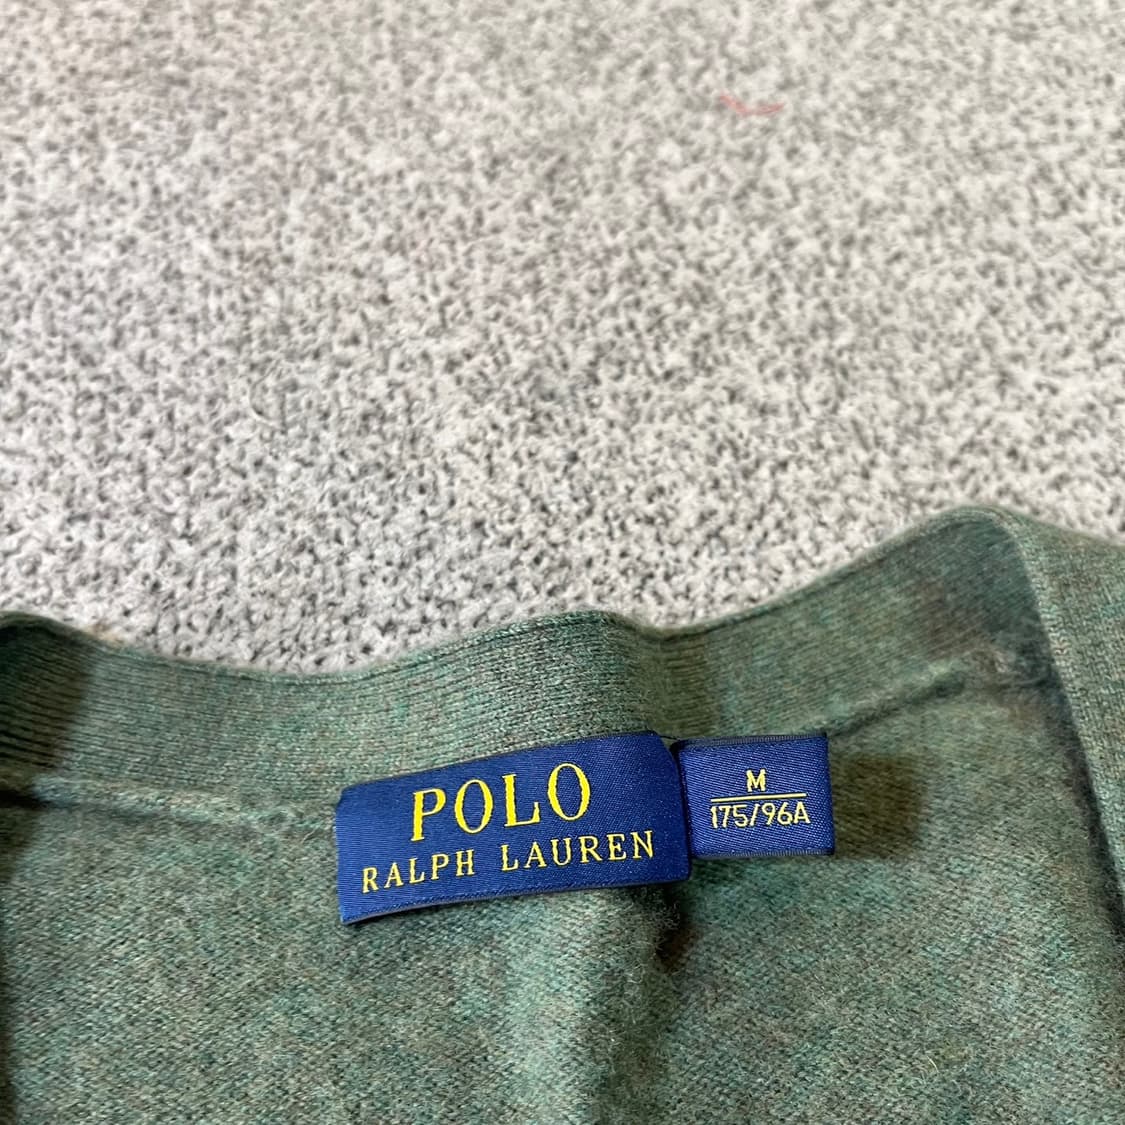 POLO
RALPH LAUREN
M
175/96A